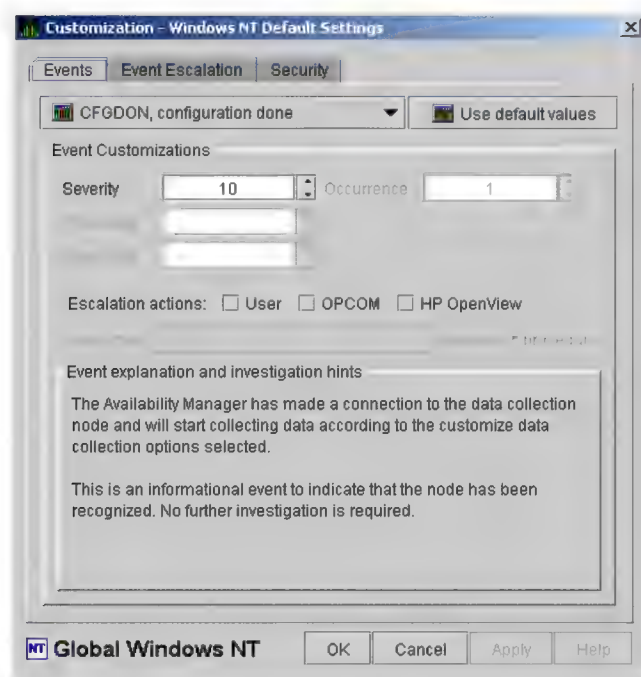 Customization – Windows NT Default Settings
Events Event Escalation Security
CFGDON, configuration done Use default values
Event Customizations
Severity 10 Occurrence 1
Escalation actions: User OPCOM HP OpenView
Event explanation and investigation hints
The Availability Manager has made a connection to the data collection
node and will start collecting data according to the customize data
collection options selected.
This is an informational event to indicate that the node has been
recognized. No further investigation is required.
NT Global Windows NT OK Cancel Apply Help